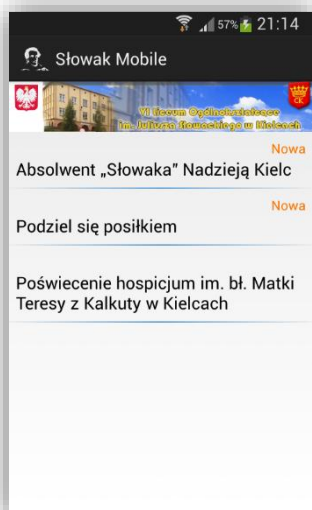 57% 21:14
Słowak Mobile
VI Liceum Ogólnokształcące
im. Juliusza Słowackiego w Kielcach
CK
Nowa
Absolwent „Słowaka” Nadzieją Kielc
Nowa
Podziel się posiłkiem
Poświecenie hospicjum im. bł. Matki
Teresy z Kalkuty w Kielcach